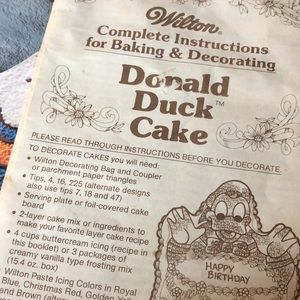 Wilton®
Complete Instructions
for Baking & Decorating
Donald
Duck™
Cake
PLEASE READ THROUGH INSTRUCTIONS BEFORE YOU DECORATE.
TO DECORATE CAKES you will need:
• Wilton Decorating Bag and Coupler
or parchment paper triangles
• Tips, 4, 16, 225 (alternate designs
also use tips 7, 18 and 47)
• Serving plate or foil-covered cake
board
• 2-layer cake mix or ingredients to
make your favorite layer cake recipe
• 4 cups buttercream icing (recipe in
this booklet) or 3 packages of
creamy vanilla type frosting mix
(15.4 oz. box)
Wilton Paste Icing Colors in Royal
Blue, Christmas Red, Golden Ye
and Brown (alter
HAPPY
BIRTHDAY